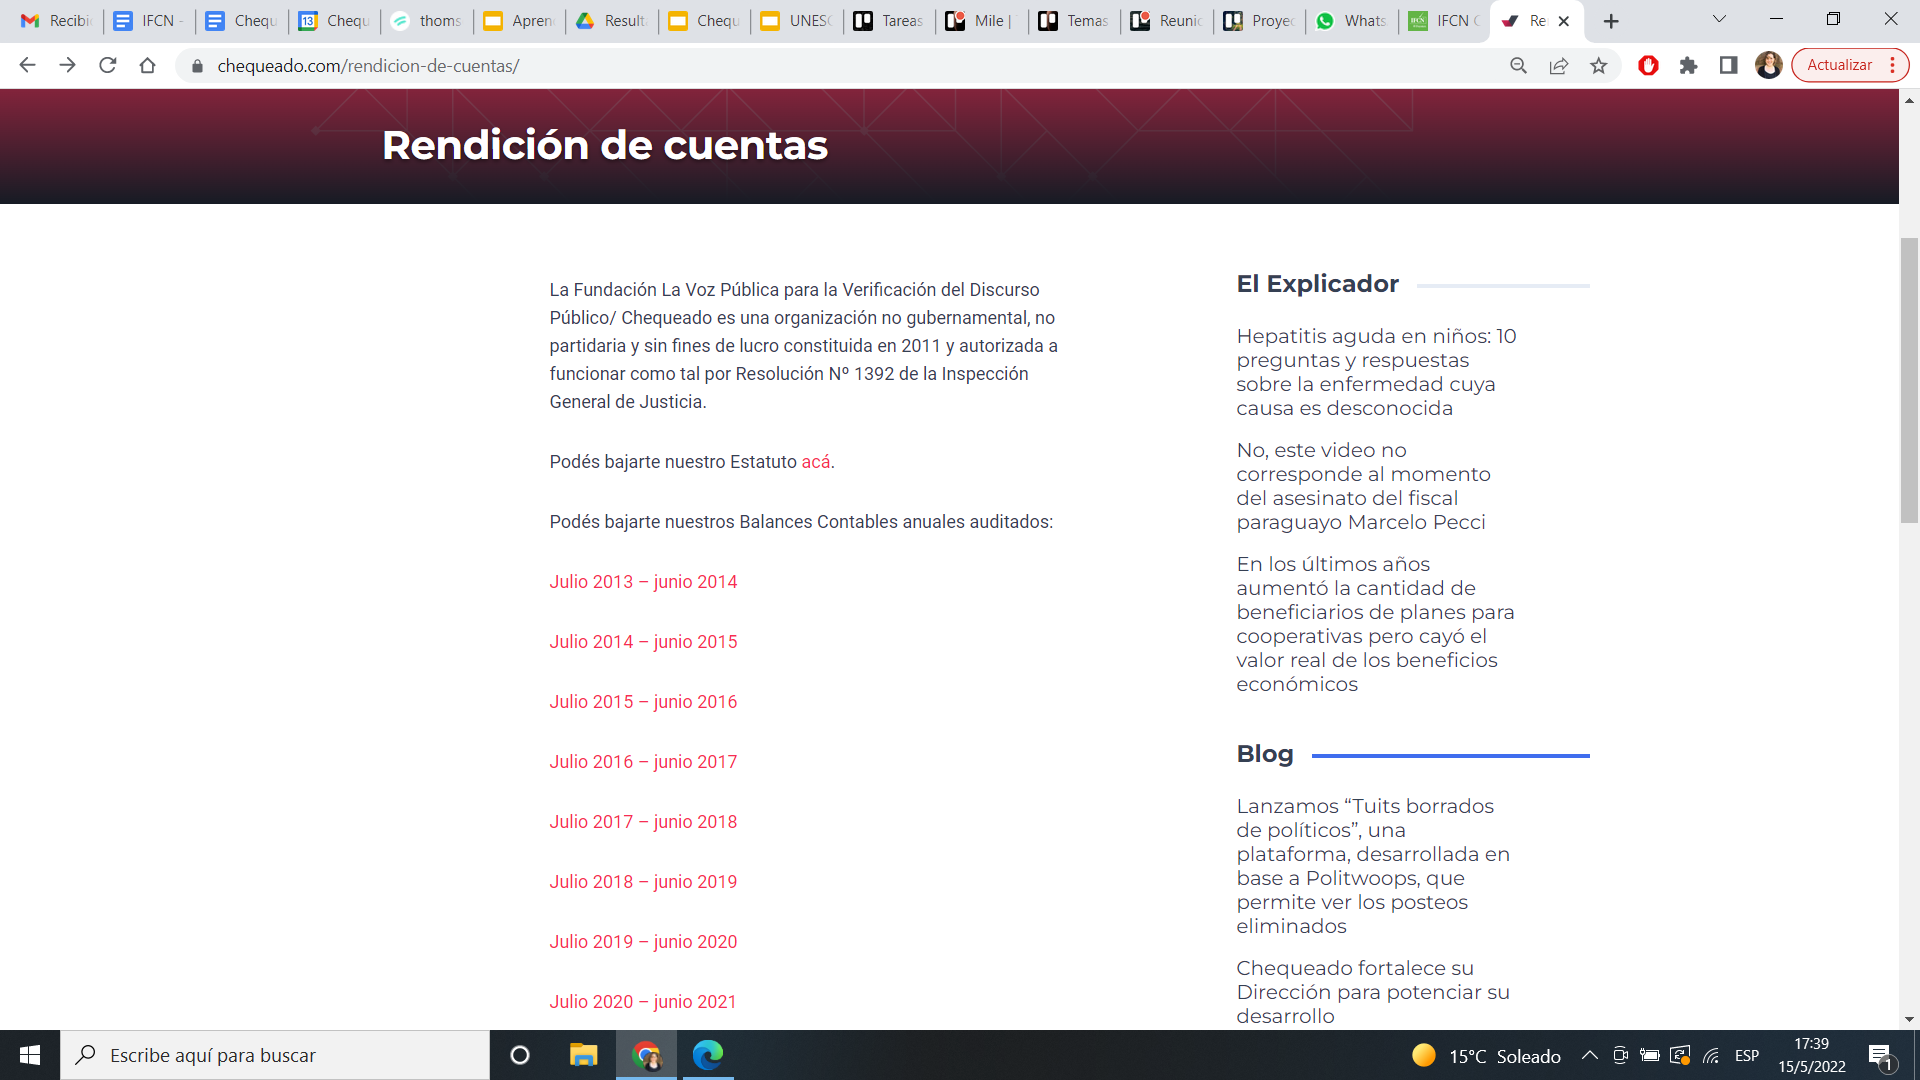 Recibi
IFCN -
Chequ
13
Chequ
thoms
Apren
Result
Chequ
UNESC
Tareas
Mile |
Temas
Reunio
Proyec
Whats
IFCN C
Re
chequeado.com/rendicion-de-cuentas/
Actualizar
Rendición de cuentas
La Fundación La Voz Pública para la Verificación del Discurso
Público/ Chequeado es una organización no gubernamental, no
partidaria y sin fines de lucro constituida en 2011 y autorizada a
funcionar como tal por Resolución Nº 1392 de la Inspección
General de Justicia.
Podés bajarte nuestro Estatuto acá.
Podés bajarte nuestros Balances Contables anuales auditados:
Julio 2013 – junio 2014
Julio 2014 – junio 2015
Julio 2015 – junio 2016
Julio 2016 – junio 2017
Julio 2017 – junio 2018
Julio 2018 – junio 2019
Julio 2019 – junio 2020
Julio 2020 – junio 2021
El Explicador
Hepatitis aguda en niños: 10
preguntas y respuestas
sobre la enfermedad cuya
causa es desconocida
No, este video no
corresponde al momento
del asesinato del fiscal
paraguayo Marcelo Pecci
En los últimos años
aumentó la cantidad de
beneficiarios de planes para
cooperativas pero cayó el
valor real de los beneficios
económicos
Blog
Lanzamos “Tuits borrados
de políticos”, una
plataforma, desarrollada en
base a Politwoops, que
permite ver los posteos
eliminados
Chequeado fortalece su
Dirección para potenciar su
desarrollo
Escribe aquí para buscar
15°C Soleado
ESP
17:39
15/5/2022
1